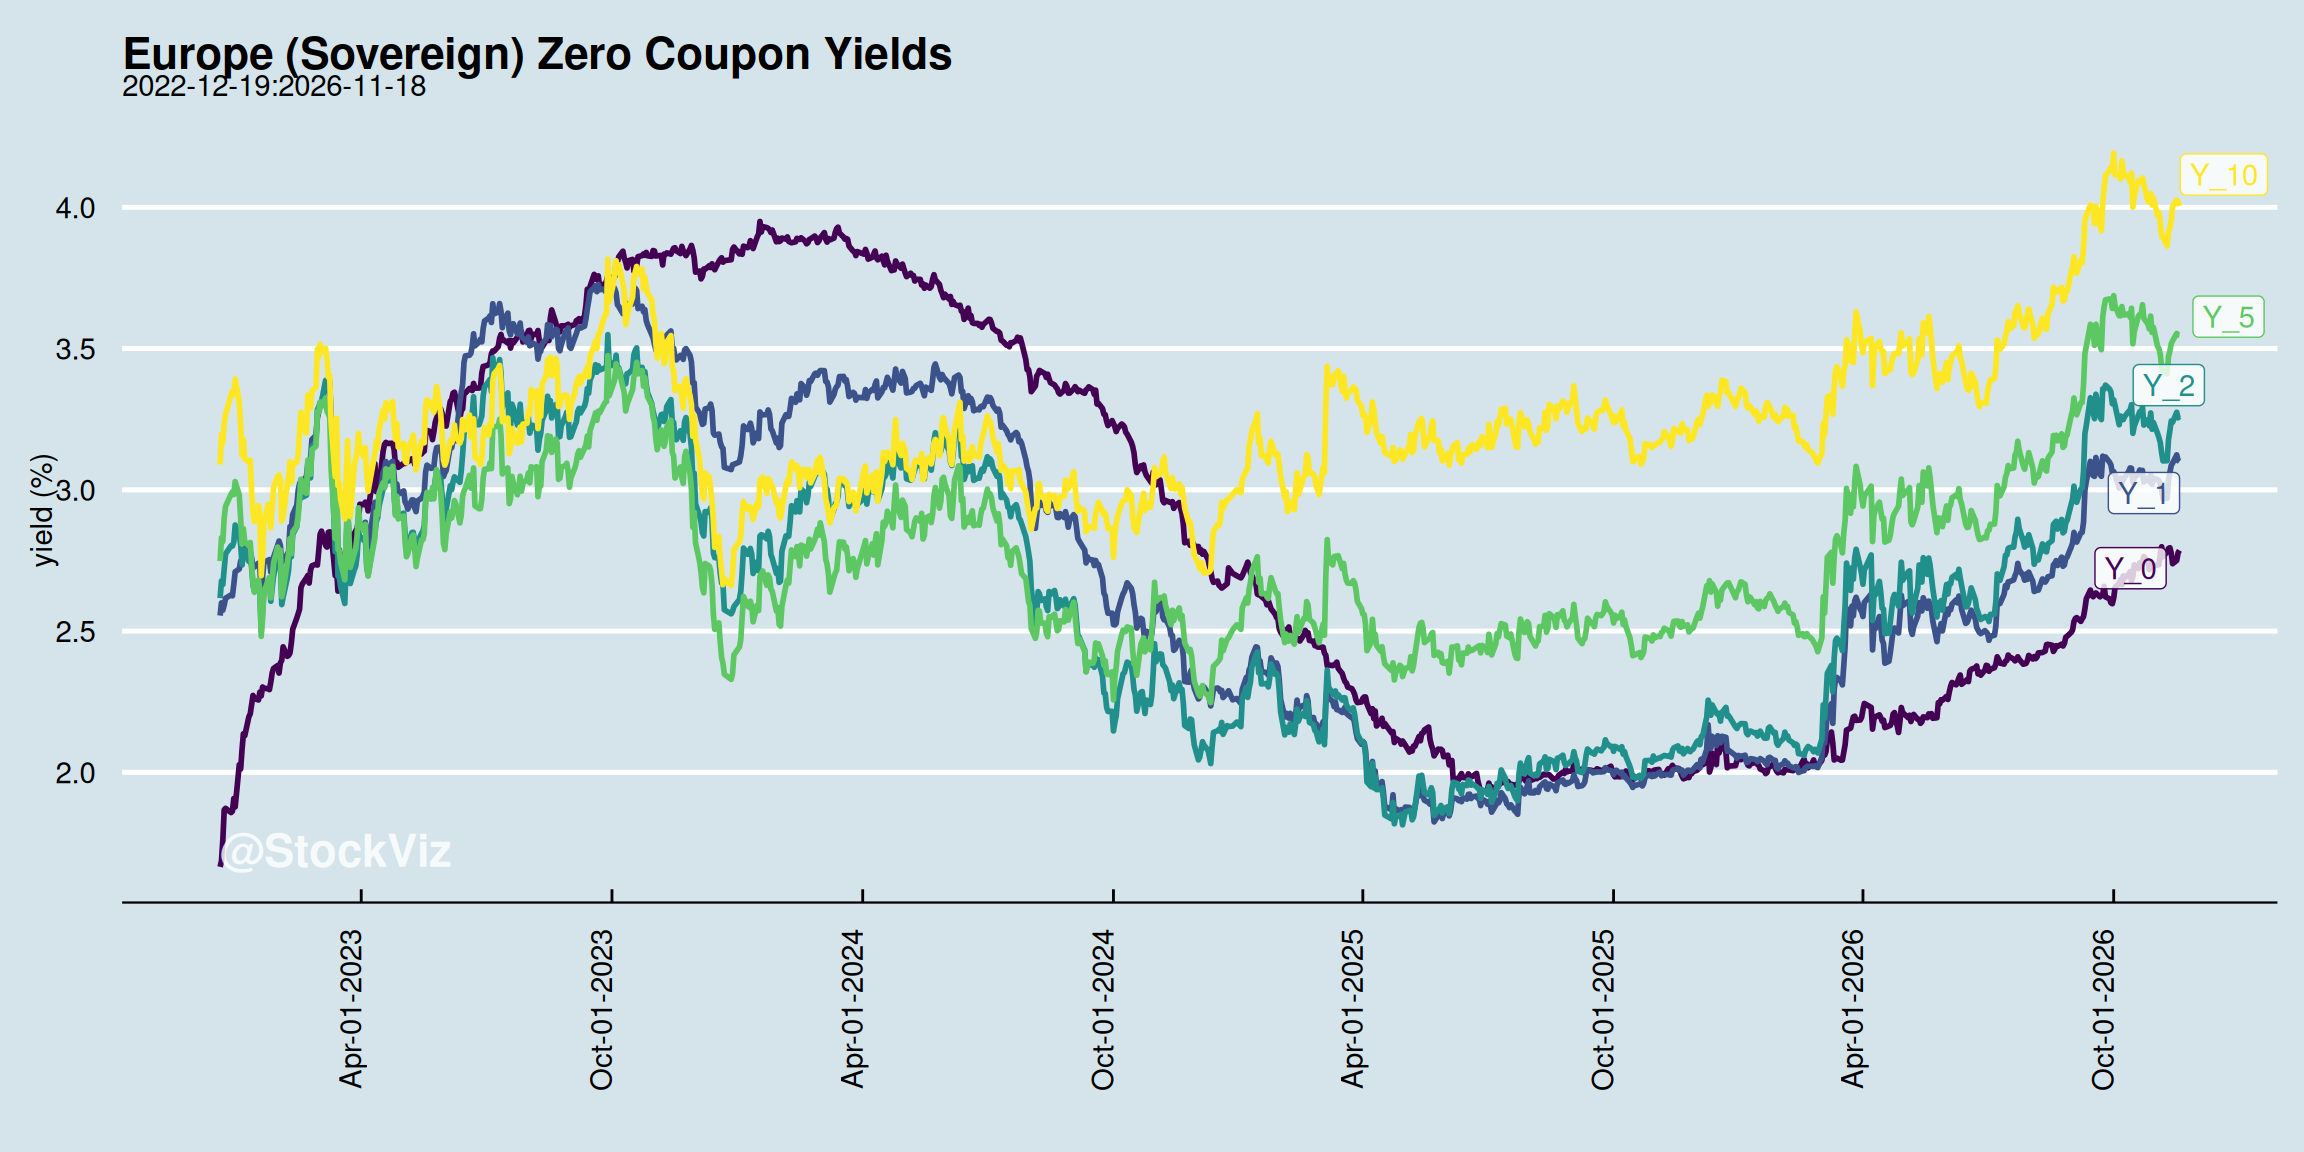 Europe (Sovereign) Zero Coupon Yields
2022-12-19:2026-11-18
yield (%)
4.0
3.5
3.0
2.5
2.0
Y_10
Y_5
Y_2
Y_1
Y_0
@StockViz
Apr-01-2023
Oct-01-2023
Apr-01-2024
Oct-01-2024
Apr-01-2025
Oct-01-2025
Apr-01-2026
Oct-01-2026